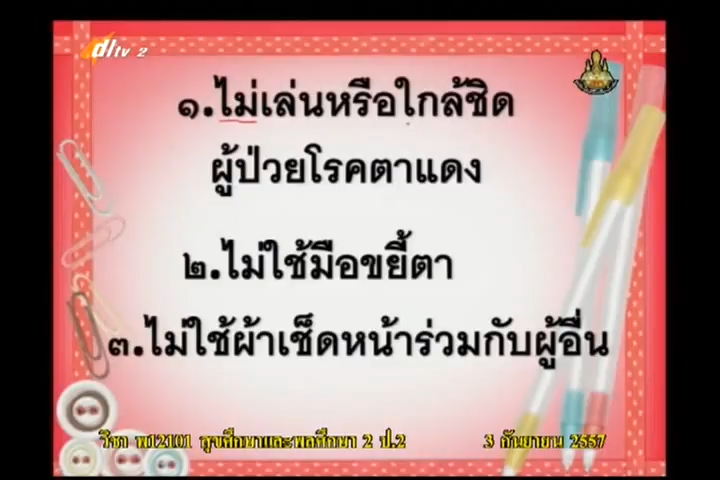 dltv 2
๑.ไม่เล่นหรือใกล้ชิด
ผู้ป่วยโรคตาแดง
๒.ไม่ใช้มือขยี้ตา
๓.ไม่ใช้ผ้าเช็ดหน้าร่วมกับผู้อื่น
วิชา พ12101 สุขศึกษาและพลศึกษา 2 ป.2 3 กันยายน 2557